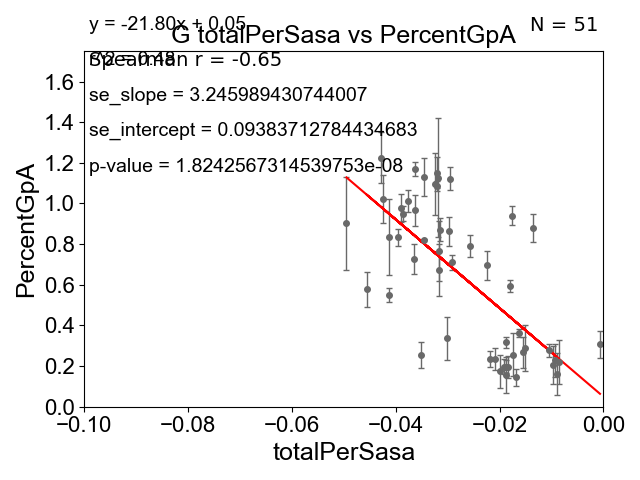 y = -21.80x + 0.05
G totalPerSasa vs PercentGpA
N = 51
Spearman r = -0.65
se_slope = 3.245989430744007
se_intercept = 0.09383712784434683
p-value = 1.8242567314539753e-08
PercentGpA
1.6
1.4
1.2
1.0
0.8
0.6
0.4
0.2
0.0
−0.10 −0.08 −0.06 −0.04 −0.02 0.00
totalPerSasa